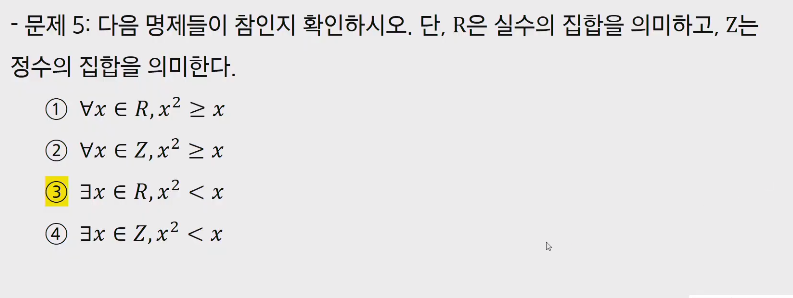 - 문제 5: 다음 명제들이 참인지 확인하시오. 단, R은 실수의 집합을 의미하고, Z는
정수의 집합을 의미한다.
① ∀x ∈ R, x² ≥ x
② ∀x ∈ Z, x² ≥ x
③ ∃x ∈ R, x² < x
④ ∃x ∈ Z, x² < x